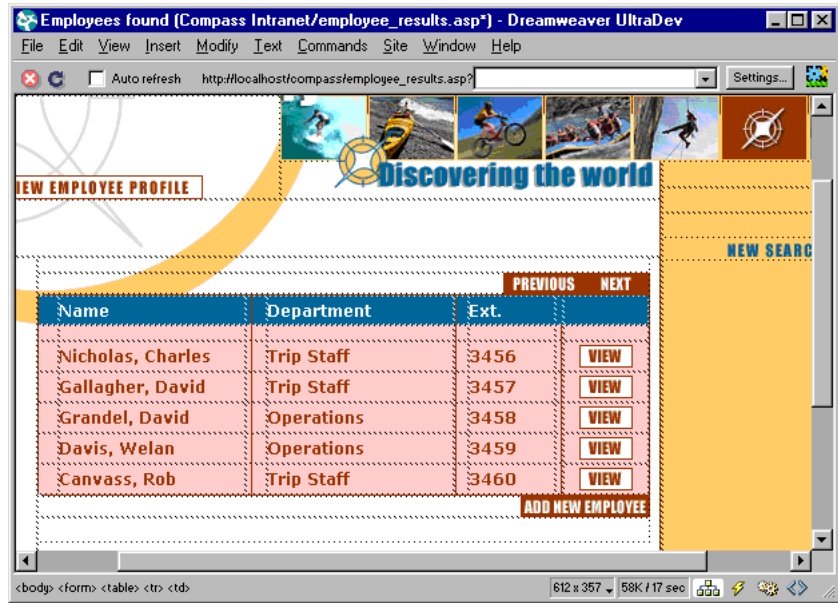 Employees found (Compass Intranet/employee_results.asp*) - Dreamweaver UltraDev
File Edit View Insert Modify Text Commands Site Window Help
Auto refresh http://localhost/compass/employee_results.asp? Settings...
Discovering the world
IEW EMPLOYEE PROFILE
NEW SEARC
PREVIOUS NEXT
Name Department Ext.
Nicholas, Charles Trip Staff 3456 VIEW
Gallagher, David Trip Staff 3457 VIEW
Grandel, David Operations 3458 VIEW
Davis, Welan Operations 3459 VIEW
Canvass, Rob Trip Staff 3460 VIEW
ADD NEW EMPLOYEE
<body> <form> <table> <tr> <td> 612 x 357 58K / 17 sec